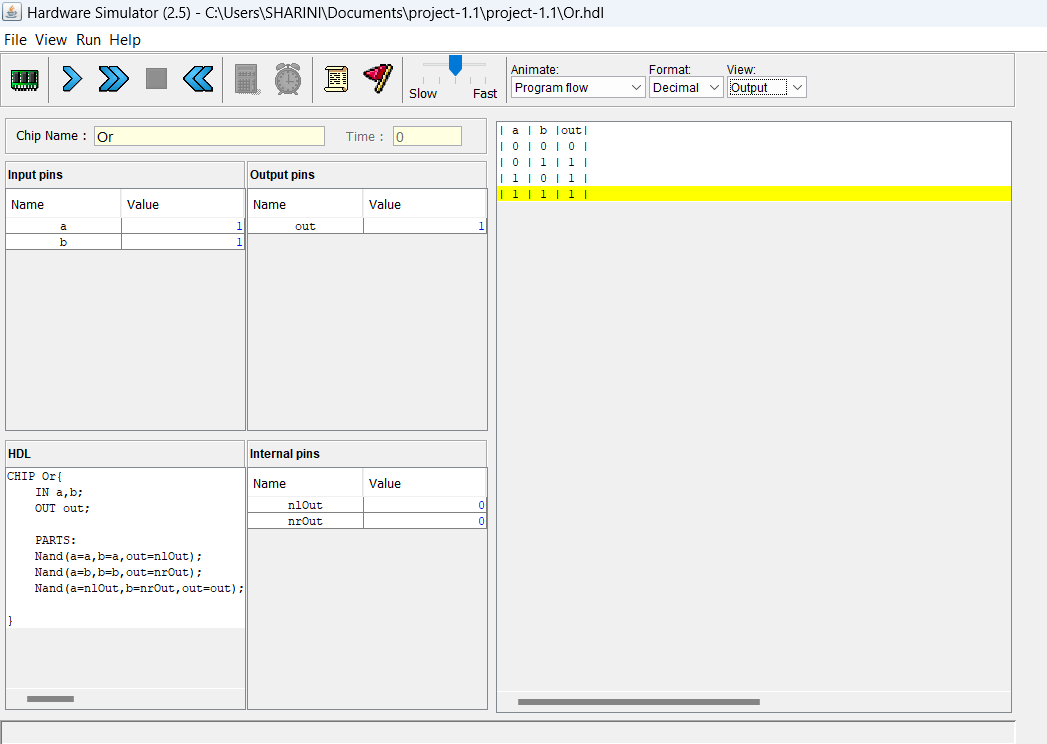 Hardware Simulator (2.5) - C:\Users\SHARINI\Documents\project-1.1\project-1.1\Or.hdl
File View Run Help
Slow Fast
Animate: Format: View:
Program flow Decimal Output
Chip Name : Or Time : 0
Input pins
Name Value
a 1
b 1
Output pins
Name Value
out 1
HDL
CHIP Or{
IN a,b;
OUT out;
PARTS:
Nand(a=a,b=a,out=nlOut);
Nand(a=b,b=b,out=nrOut);
Nand(a=nlOut,b=nrOut,out=out);
}
Internal pins
Name Value
nlOut 0
nrOut 0
| a | b |out|
| 0 | 0 | 0 |
| 0 | 1 | 1 |
| 1 | 0 | 1 |
| 1 | 1 | 1 |